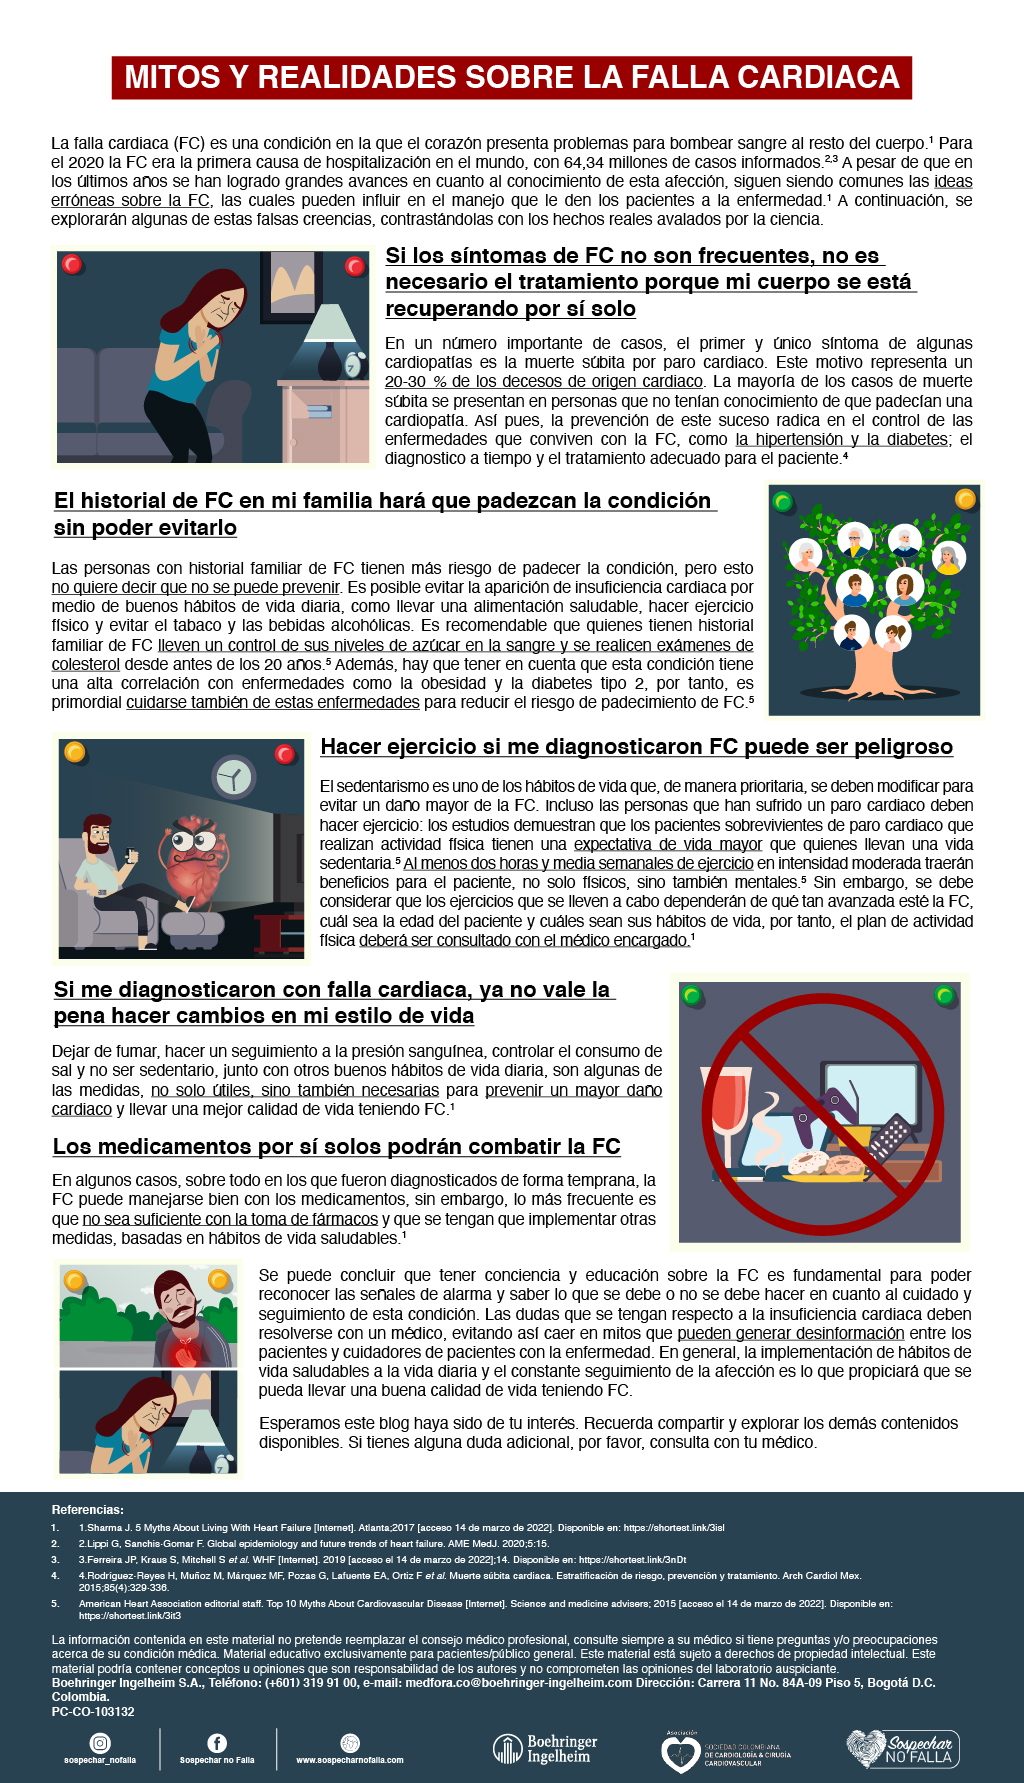 MITOS Y REALIDADES SOBRE LA FALLA CARDIACA
La falla cardiaca (FC) es una condición en la que el corazón presenta problemas para bombear sangre al resto del cuerpo.¹ Para
el 2020 la FC era la primera causa de hospitalización en el mundo, con 64,34 millones de casos informados.²,³ A pesar de que en
los últimos años se han logrado grandes avances en cuanto al conocimiento de esta afección, siguen siendo comunes las ideas
erróneas sobre la FC, las cuales pueden influir en el manejo que le den los pacientes a la enfermedad.¹ A continuación, se
explorarán algunas de estas falsas creencias, contrastándolas con los hechos reales avalados por la ciencia.
Si los síntomas de FC no son frecuentes, no es
necesario el tratamiento porque mi cuerpo se está
recuperando por sí solo
En un número importante de casos, el primer y único síntoma de algunas
cardiopatías es la muerte súbita por paro cardiaco. Este motivo representa un
20-30 % de los decesos de origen cardiaco. La mayoría de los casos de muerte
súbita se presentan en personas que no tenían conocimiento de que padecían una
cardiopatía. Así pues, la prevención de este suceso radica en el control de las
enfermedades que conviven con la FC, como la hipertensión y la diabetes; el
diagnostico a tiempo y el tratamiento adecuado para el paciente.⁴
El historial de FC en mi familia hará que padezcan la condición
sin poder evitarlo
Las personas con historial familiar de FC tienen más riesgo de padecer la condición, pero esto
no quiere decir que no se puede prevenir. Es posible evitar la aparición de insuficiencia cardiaca por
medio de buenos hábitos de vida diaria, como llevar una alimentación saludable, hacer ejercicio
físico y evitar el tabaco y las bebidas alcohólicas. Es recomendable que quienes tienen historial
familiar de FC lleven un control de sus niveles de azúcar en la sangre y se realicen exámenes de
colesterol desde antes de los 20 años.⁵ Además, hay que tener en cuenta que esta condición tiene
una alta correlación con enfermedades como la obesidad y la diabetes tipo 2, por tanto, es
primordial cuidarse también de estas enfermedades para reducir el riesgo de padecimiento de FC.⁵
Hacer ejercicio si me diagnosticaron FC puede ser peligroso
El sedentarismo es uno de los hábitos de vida que, de manera prioritaria, se deben modificar para
evitar un daño mayor de la FC. Incluso las personas que han sufrido un paro cardiaco deben
hacer ejercicio: los estudios demuestran que los pacientes sobrevivientes de paro cardiaco que
realizan actividad física tienen una expectativa de vida mayor que quienes llevan una vida
sedentaria.⁵ Al menos dos horas y media semanales de ejercicio en intensidad moderada traerán
beneficios para el paciente, no solo físicos, sino también mentales.⁵ Sin embargo, se debe
considerar que los ejercicios que se lleven a cabo dependerán de qué tan avanzada esté la FC,
cuál sea la edad del paciente y cuáles sean sus hábitos de vida, por tanto, el plan de actividad
física deberá ser consultado con el médico encargado.¹
Si me diagnosticaron con falla cardiaca, ya no vale la
pena hacer cambios en mi estilo de vida
Dejar de fumar, hacer un seguimiento a la presión sanguínea, controlar el consumo de
sal y no ser sedentario, junto con otros buenos hábitos de vida diaria, son algunas de
las medidas, no solo útiles, sino también necesarias para prevenir un mayor daño
cardiaco y llevar una mejor calidad de vida teniendo FC.¹
Los medicamentos por sí solos podrán combatir la FC
En algunos casos, sobre todo en los que fueron diagnosticados de forma temprana, la
FC puede manejarse bien con los medicamentos, sin embargo, lo más frecuente es
que no sea suficiente con la toma de fármacos y que se tengan que implementar otras
medidas, basadas en hábitos de vida saludables.¹
Se puede concluir que tener conciencia y educación sobre la FC es fundamental para poder
reconocer las señales de alarma y saber lo que se debe o no se debe hacer en cuanto al cuidado y
seguimiento de esta condición. Las dudas que se tengan respecto a la insuficiencia cardiaca deben
resolverse con un médico, evitando así caer en mitos que pueden generar desinformación entre los
pacientes y cuidadores de pacientes con la enfermedad. En general, la implementación de hábitos de
vida saludables a la vida diaria y el constante seguimiento de la afección es lo que propiciará que se
pueda llevar una buena calidad de vida teniendo FC.
Esperamos este blog haya sido de tu interés. Recuerda compartir y explorar los demás contenidos
disponibles. Si tienes alguna duda adicional, por favor, consulta con tu médico.
Referencias:
1. 1.Sharma J. 5 Myths About Living With Heart Failure [Internet]. Atlanta;2017 [acceso 14 de marzo de 2022]. Disponible en: https://shortest.link/3isl
2. 2.Lippi G, Sanchis-Gomar F. Global epidemiology and future trends of heart failure. AME MedJ. 2020;5:15.
3. 3.Ferreira JP, Kraus S, Mitchell S et al. WHF [Internet]. 2019 [acceso el 14 de marzo de 2022];14. Disponible en: https://shortest.link/3nDt
4. 4.Rodríguez-Reyes H, Muñoz M, Márquez MF, Pozas G, Lafuente EA, Ortiz F et al. Muerte súbita cardiaca. Estratificación de riesgo, prevención y tratamiento. Arch Cardiol Mex.
2015;85(4):329-336.
5. American Heart Association editorial staff. Top 10 Myths About Cardiovascular Disease [Internet]. Science and medicine advisers; 2015 [acceso el 14 de marzo de 2022]. Disponible en:
https://shortest.link/3it3
La información contenida en este material no pretende reemplazar el consejo médico profesional, consulte siempre a su médico si tiene preguntas y/o preocupaciones
acerca de su condición médica. Material educativo exclusivamente para pacientes/público general. Este material está sujeto a derechos de propiedad intelectual. Este
material podría contener conceptos u opiniones que son responsabilidad de los autores y no comprometen las opiniones del laboratorio auspiciante.
Boehringer Ingelheim S.A., Teléfono: (+601) 319 91 00, e-mail: medfora.co@boehringer-ingelheim.com Dirección: Carrera 11 No. 84A-09 Piso 5, Bogotá D.C.
Colombia.
PC-CO-103132
sospechar_nofalla
Sospechar no Falla
www.sospecharnofalla.com
Boehringer
Ingelheim
Asociación
SOCIEDAD COLOMBIANA
DE CARDIOLOGÍA & CIRUGÍA
CARDIOVASCULAR
Sospechar
NO FALLA